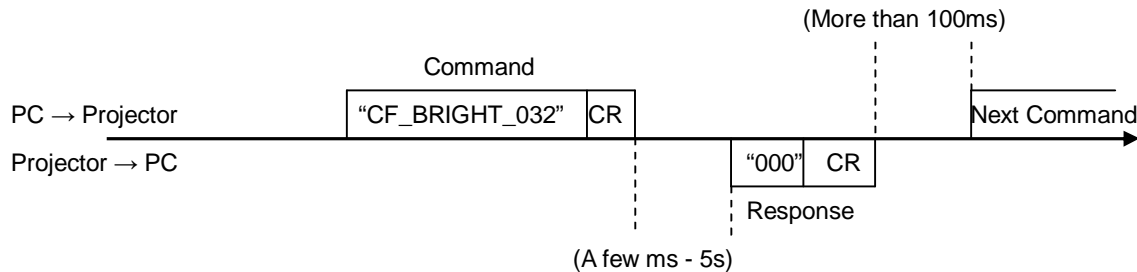 (More than 100ms)
Command
PC → Projector
“CF_BRIGHT_032” CR
Next Command
Projector → PC
“000” CR
Response
(A few ms - 5s)